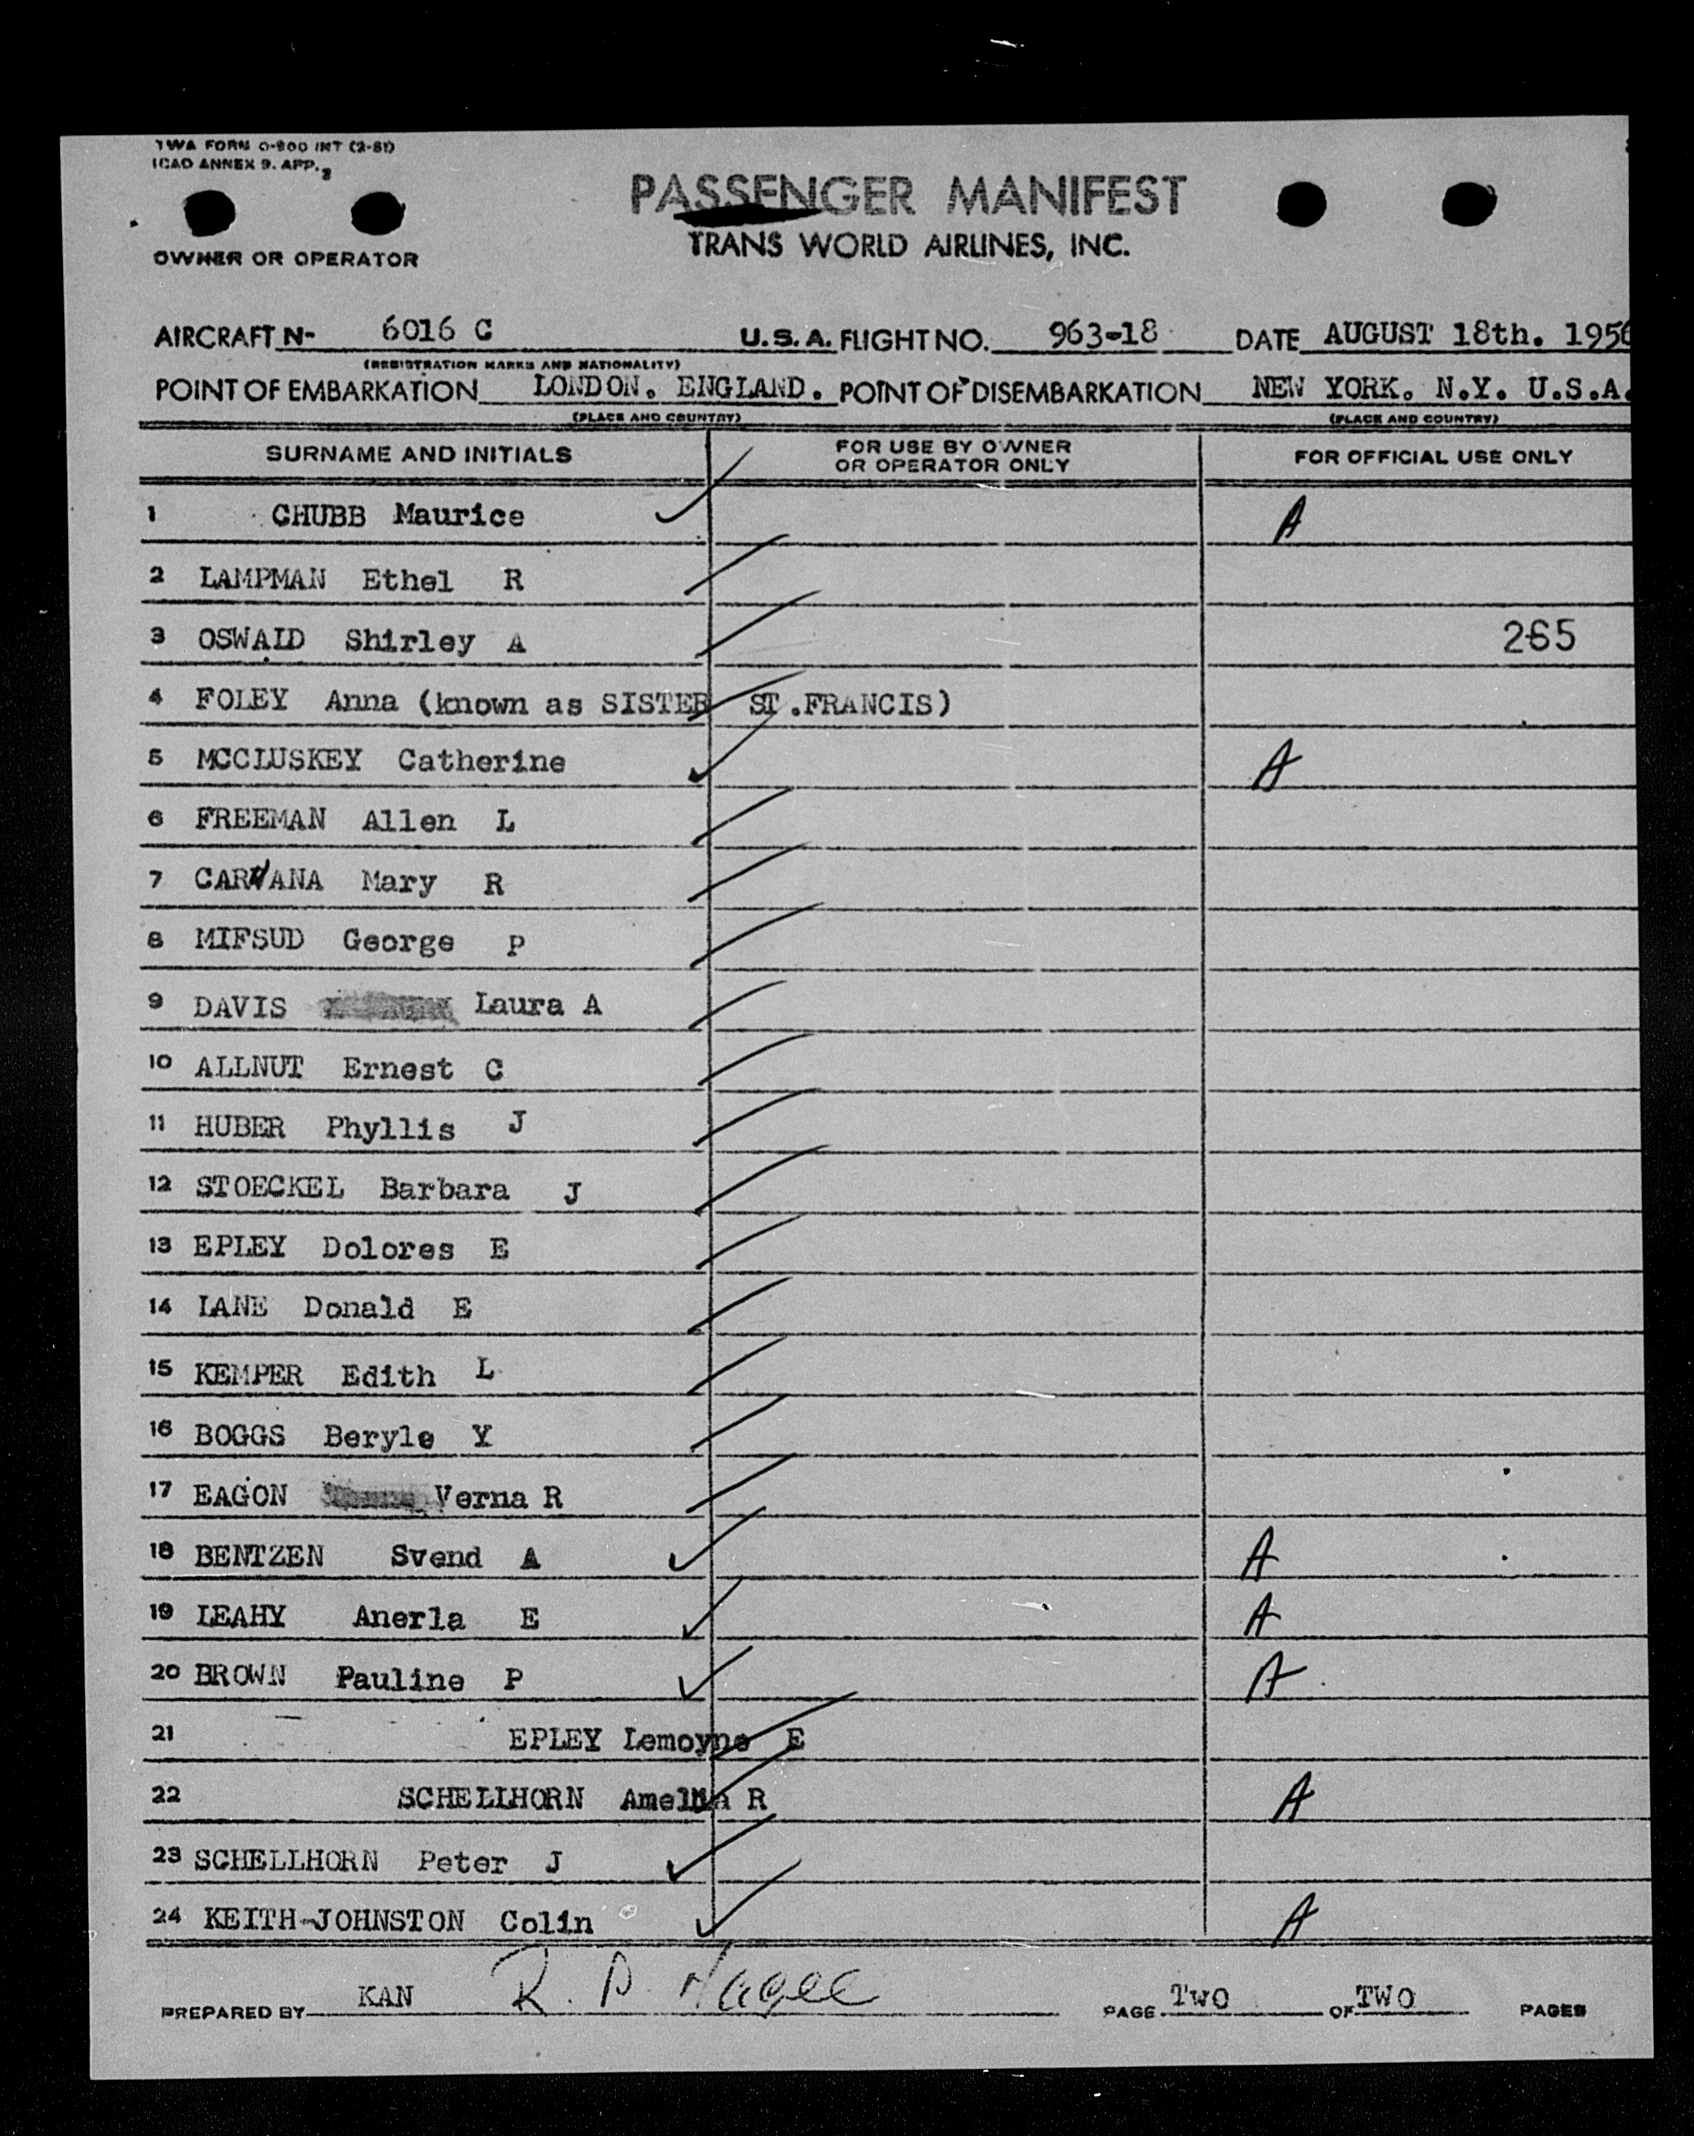 TWA FORM O-800 INT (2-51)
ICAO ANNEX 9. APP. 2
PASSENGER MANIFEST
TRANS WORLD AIRLINES, INC.
OWNER OR OPERATOR
AIRCRAFT N- 6016 C U.S.A. FLIGHT NO. 963-18 DATE AUGUST 18th. 1956
(REGISTRATION MARKS AND NATIONALITY)
POINT OF EMBARKATION LONDON. ENGLAND. POINT OF DISEMBARKATION NEW YORK. N.Y. U.S.A.
(PLACE AND COUNTRY) (PLACE AND COUNTRY)
SURNAME AND INITIALS FOR USE BY OWNER OR OPERATOR ONLY FOR OFFICIAL USE ONLY
1 CHUBB Maurice A
2 LAMPMAN Ethel R
3 OSWALD Shirley A 265
4 FOLEY Anna (known as SISTER ST.FRANCIS)
5 MCCLUSKEY Catherine A
6 FREEMAN Allen L
7 CARUANA Mary R
8 MIFSUD George P
9 DAVIS Laura A
10 ALLNUT Ernest C
11 HUBER Phyllis J
12 STOECKEL Barbara J
13 EPLEY Dolores E
14 LANE Donald E
15 KEMPER Edith L
16 BOGGS Beryle Y
17 EAGON Verna R
18 BENTZEN Svend A A
19 LEAHY Anerla E A
20 BROWN Pauline P A
21 EPLEY Lemoyne E
22 SCHELLHORN Amelia R A
23 SCHELLHORN Peter J
24 KEITH-JOHNSTON Colin A
PREPARED BY KAN R. P. Magee PAGE TWO OF TWO PAGES